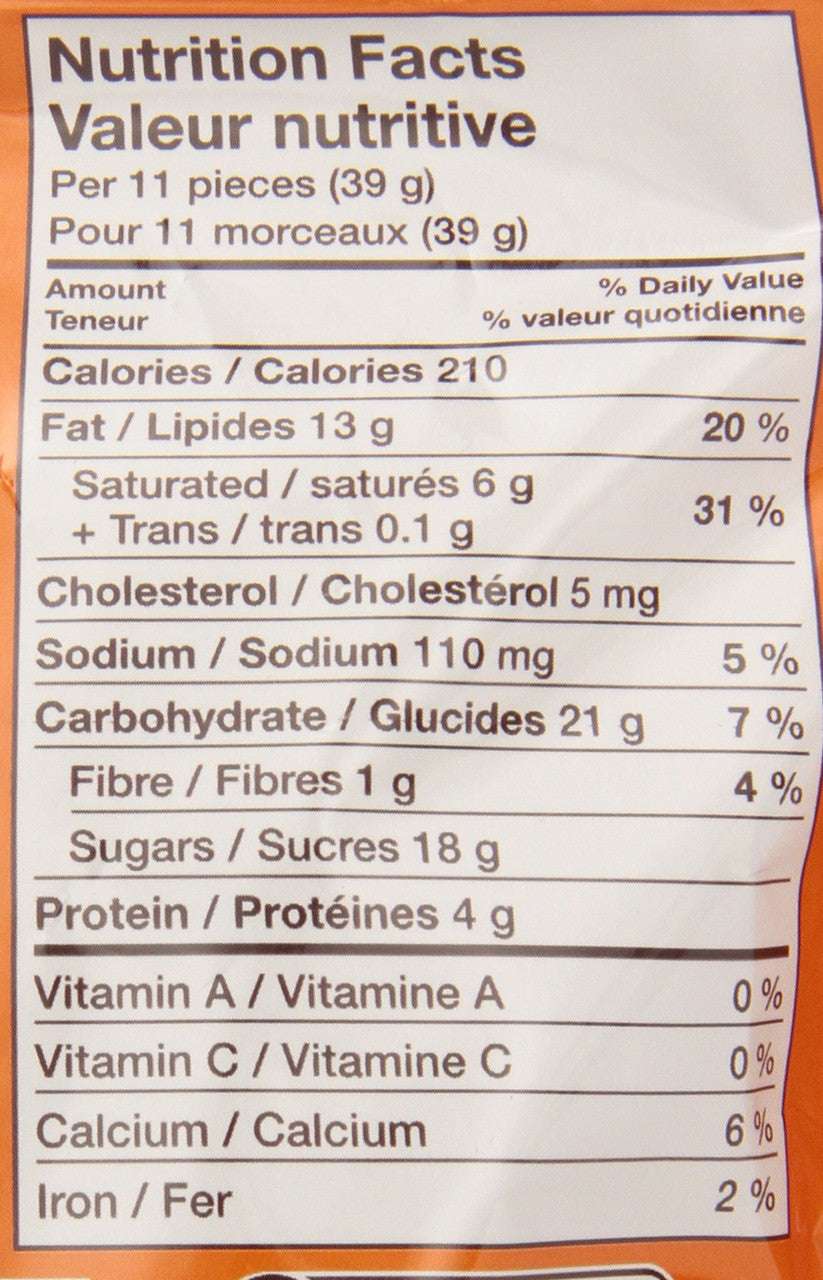 Nutrition Facts
Valeur nutritive
Per 11 pieces (39 g)
Pour 11 morceaux (39 g)
Amount % Daily Value
Teneur % valeur quotidienne
Calories / Calories 210
Fat / Lipides 13 g 20 %
Saturated / saturés 6 g
+ Trans / trans 0.1 g 31 %
Cholesterol / Cholestérol 5 mg
Sodium / Sodium 110 mg 5 %
Carbohydrate / Glucides 21 g 7 %
Fibre / Fibres 1 g 4 %
Sugars / Sucres 18 g
Protein / Protéines 4 g
Vitamin A / Vitamine A 0 %
Vitamin C / Vitamine C 0 %
Calcium / Calcium 6 %
Iron / Fer 2 %